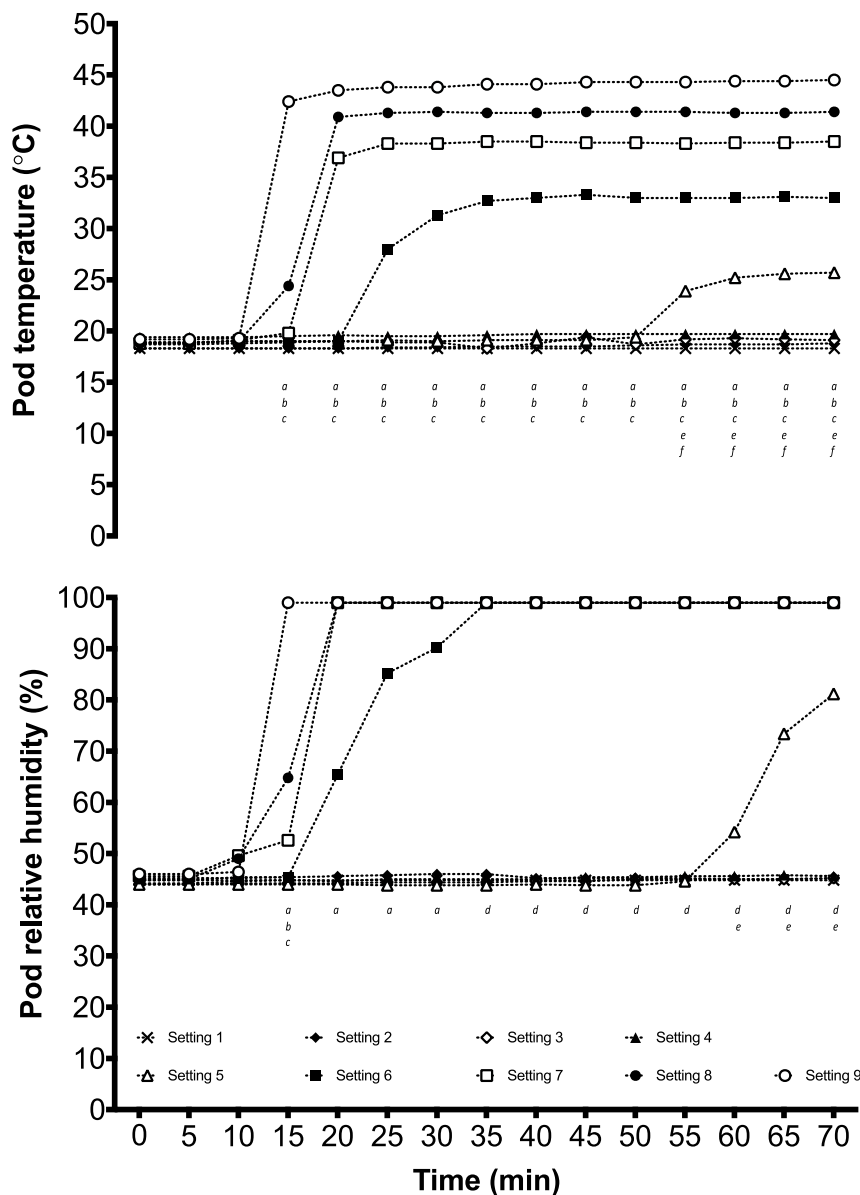 50
45
40
35
30
25
20
15
10
5
0
Pod temperature (°C)
a a a a a a a a a a a a
b b b b b b b b b b b b
c c c c c c c c c c c c
e e e e
f f f f
100
90
80
70
60
50
40
30
20
10
0
Pod relative humidity (%)
a a a a d d d d d d d d
b e e e
c
Setting 1 Setting 2 Setting 3 Setting 4
Setting 5 Setting 6 Setting 7 Setting 8 Setting 9
0 5 10 15 20 25 30 35 40 45 50 55 60 65 70
Time (min)